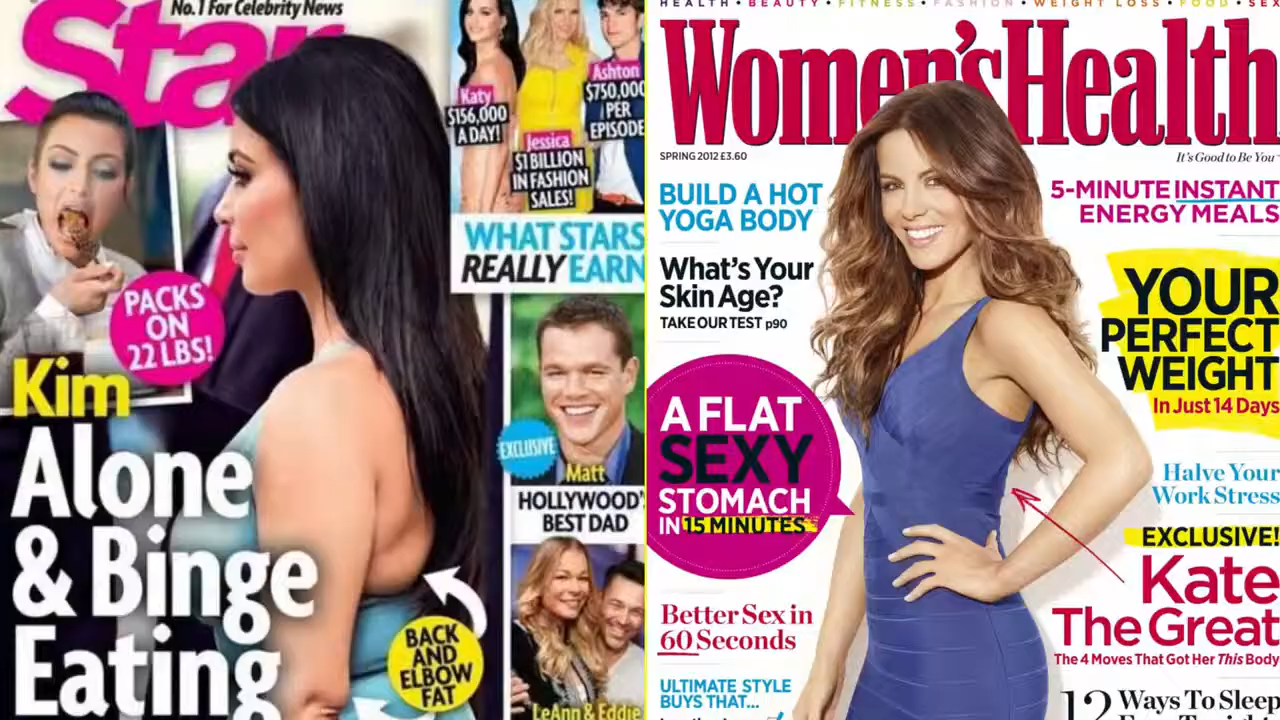 No.1 For Celebrity News
Star
Katy
$156,000
A DAY!
Jessica
$1 BILLION
IN FASHION
SALES!
Ashton
$750,000
PER
EPISODE
WHAT STARS
REALLY EARN
PACKS
ON
22 LBS!
Kim
Alone
& Binge
Eating
BACK
AND
ELBOW
FAT
EXCLUSIVE
Matt
HOLLYWOOD'S
BEST DAD
LeAnn & Eddie
HEALTH • BEAUTY • FITNESS • FASHION • WEIGHT LOSS • FOOD • SEX
Women's Health
SPRING 2012 £3.60
It's Good to Be You
BUILD A HOT
YOGA BODY
What's Your
Skin Age?
TAKE OUR TEST p90
A FLAT
SEXY
STOMACH
IN 15 MINUTES
Better Sex in
60 Seconds
ULTIMATE STYLE
BUYS THAT...
5-MINUTE INSTANT
ENERGY MEALS
YOUR
PERFECT
WEIGHT
In Just 14 Days
Halve Your
Work Stress
EXCLUSIVE!
Kate
The Great
The 4 Moves That Got Her This Body
12 Ways To Sleep